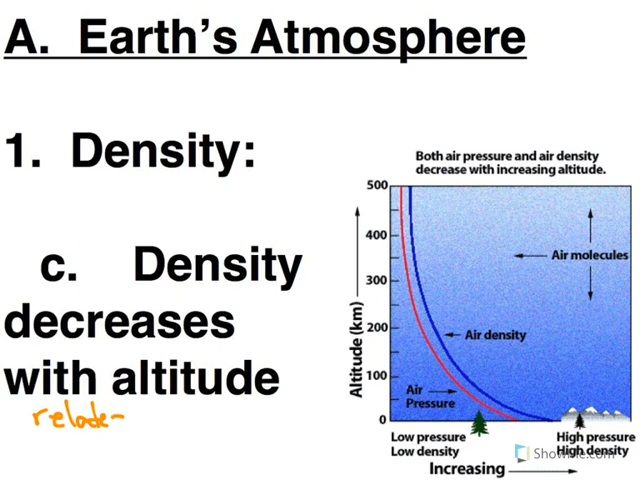 A. Earth's Atmosphere
1. Density:
c. Density
decreases
with altitude
Both air pressure and air density
decrease with increasing altitude.
500
400
300
200
100
0
Altitude (km)
Air molecules
Air density
Air
Pressure
Low pressure
Low density
High pressure
High density
Increasing
ShowMe.com